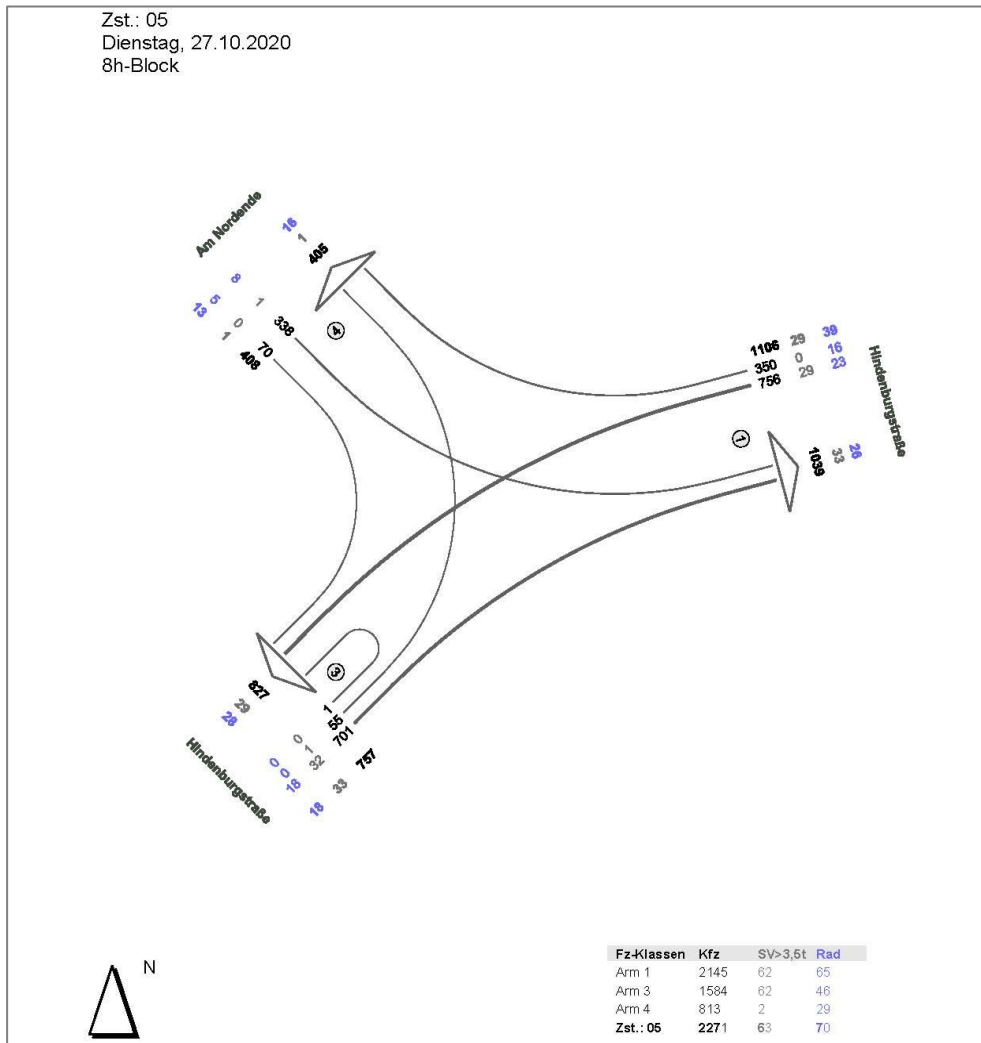 Zst.: 05
Dienstag, 27.10.2020
8h-Block
Am Nordende
16
1
405
8
1
338
5
0
70
13
1
408
4
1106 29 39
350 0 16
756 29 23
Hindenburgstraße
1
1039 33 26
827
29
28
Hindenburgstraße
3
1
55
701
757
0
1
32
33
0
0
18
18
N
Fz-Klassen Kfz SV>3,5t Rad
Arm 1 2145 62 65
Arm 3 1584 62 46
Arm 4 813 2 29
Zst.: 05 2271 63 70